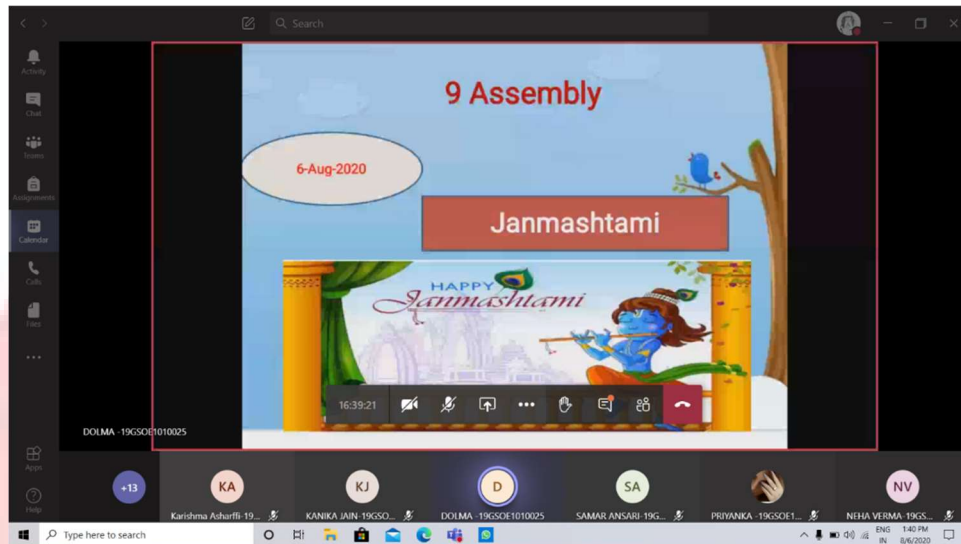 Search
Activity
Chat
Teams
Assignments
Calendar
Calls
Files
Apps
Help
9 Assembly
6-Aug-2020
Janmashtami
HAPPY
Janmashtami
16:39:21
DOLMA -19GSOE1010025
+13
KA
KJ
D
SA
NV
Karishma Asharffi-19...
KANIKA JAIN-19GSO...
DOLMA -19GSOE1010025
SAMAR ANSARI-19G...
PRIYANKA -19GSOE1...
NEHA VERMA-19GS...
Type here to search
ENG
IN
1:40 PM
8/6/2020